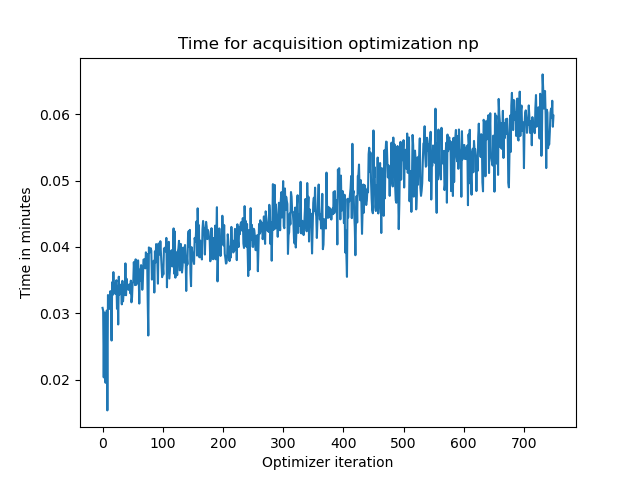 Time for acquisition optimization np
Time in minutes
0.06
0.05
0.04
0.03
0.02
0 100 200 300 400 500 600 700
Optimizer iteration